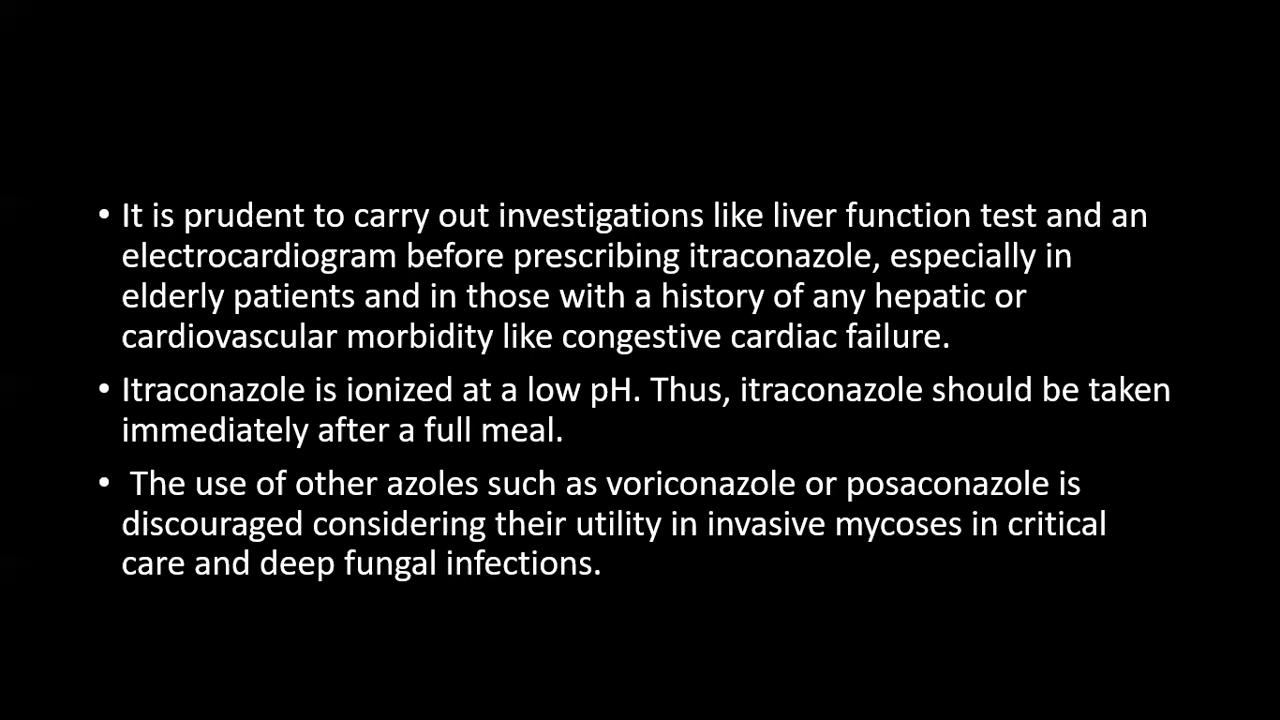 • It is prudent to carry out investigations like liver function test and an
electrocardiogram before prescribing itraconazole, especially in
elderly patients and in those with a history of any hepatic or
cardiovascular morbidity like congestive cardiac failure.
• Itraconazole is ionized at a low pH. Thus, itraconazole should be taken
immediately after a full meal.
• The use of other azoles such as voriconazole or posaconazole is
discouraged considering their utility in invasive mycoses in critical
care and deep fungal infections.